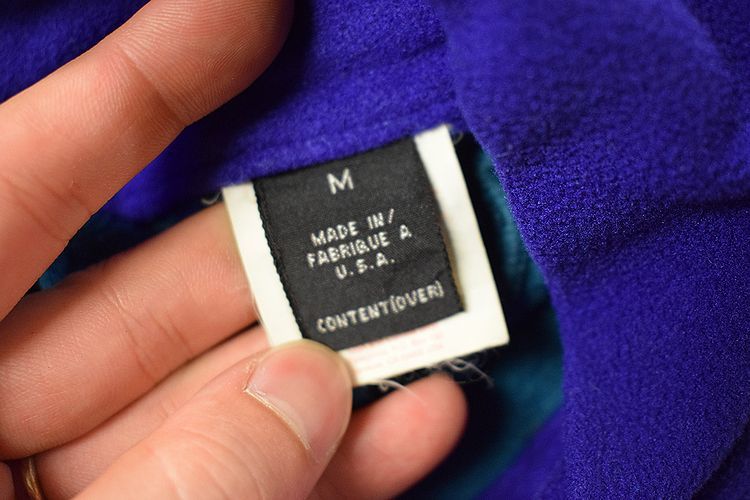 M
MADE IN/
FABRIQUE A
U.S.A.
CONTENT(OVER)